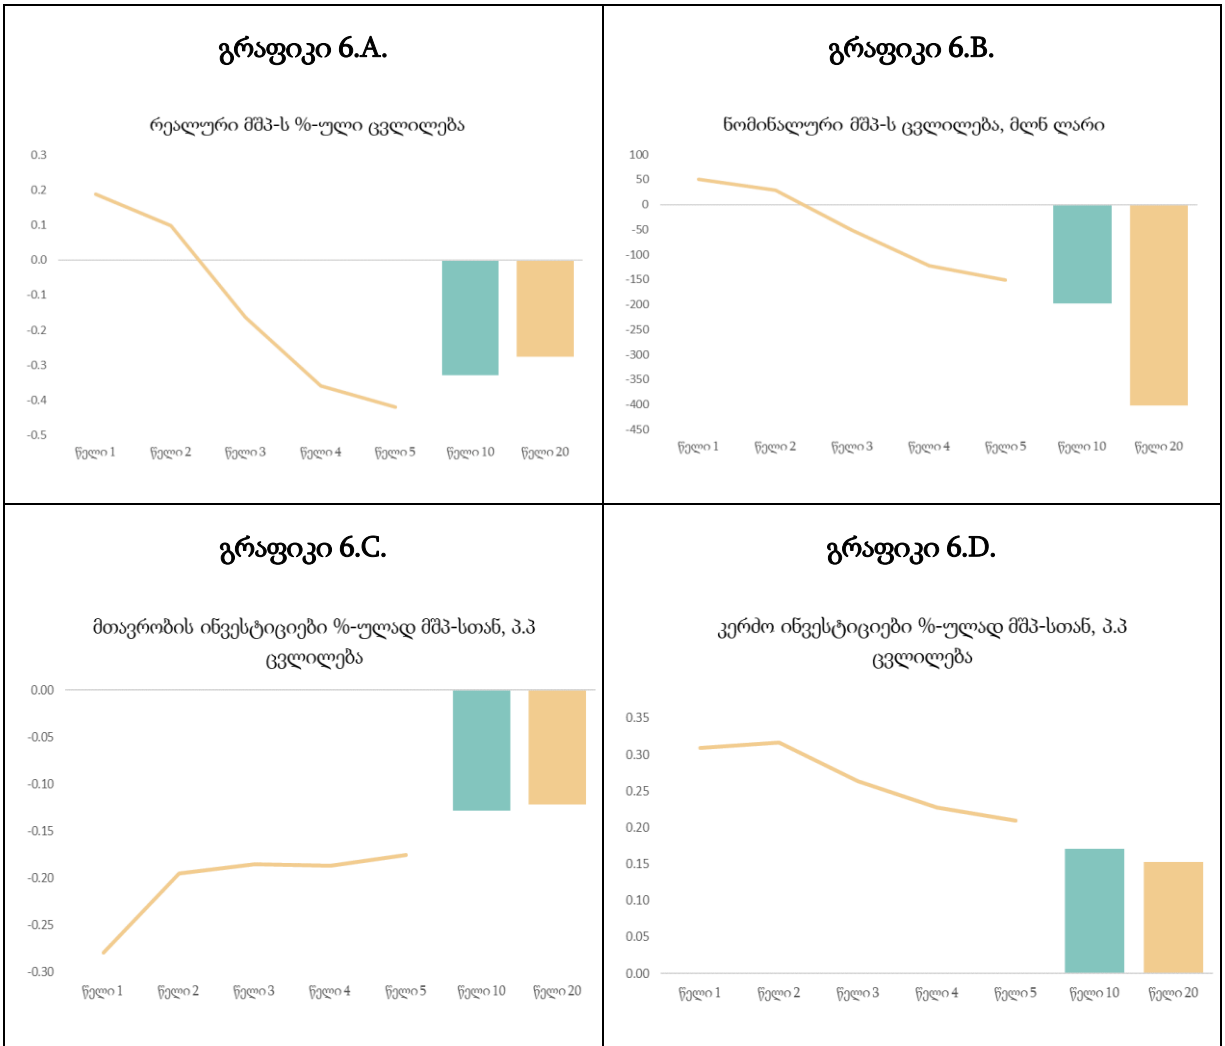 გრაფიკი 6.A.
რეალური მშპ-ს %-ული ცვლილება
0.3
0.2
0.1
0.0
-0.1
-0.2
-0.3
-0.4
-0.5
წელი 1 წელი 2 წელი 3 წელი 4 წელი 5 წელი 10 წელი 20
გრაფიკი 6.B.
ნომინალური მშპ-ს ცვლილება, მლნ ლარი
100
50
0
-50
-100
-150
-200
-250
-300
-350
-400
-450
წელი 1 წელი 2 წელი 3 წელი 4 წელი 5 წელი 10 წელი 20
გრაფიკი 6.C.
მთავრობის ინვესტიციები %-ულად მშპ-სთან, პ.პ
ცვლილება
0.00
-0.05
-0.10
-0.15
-0.20
-0.25
-0.30
წელი 1 წელი 2 წელი 3 წელი 4 წელი 5 წელი 10 წელი 20
გრაფიკი 6.D.
კერძო ინვესტიციები %-ულად მშპ-სთან, პ.პ
ცვლილება
0.35
0.30
0.25
0.20
0.15
0.10
0.05
0.00
წელი 1 წელი 2 წელი 3 წელი 4 წელი 5 წელი 10 წელი 20